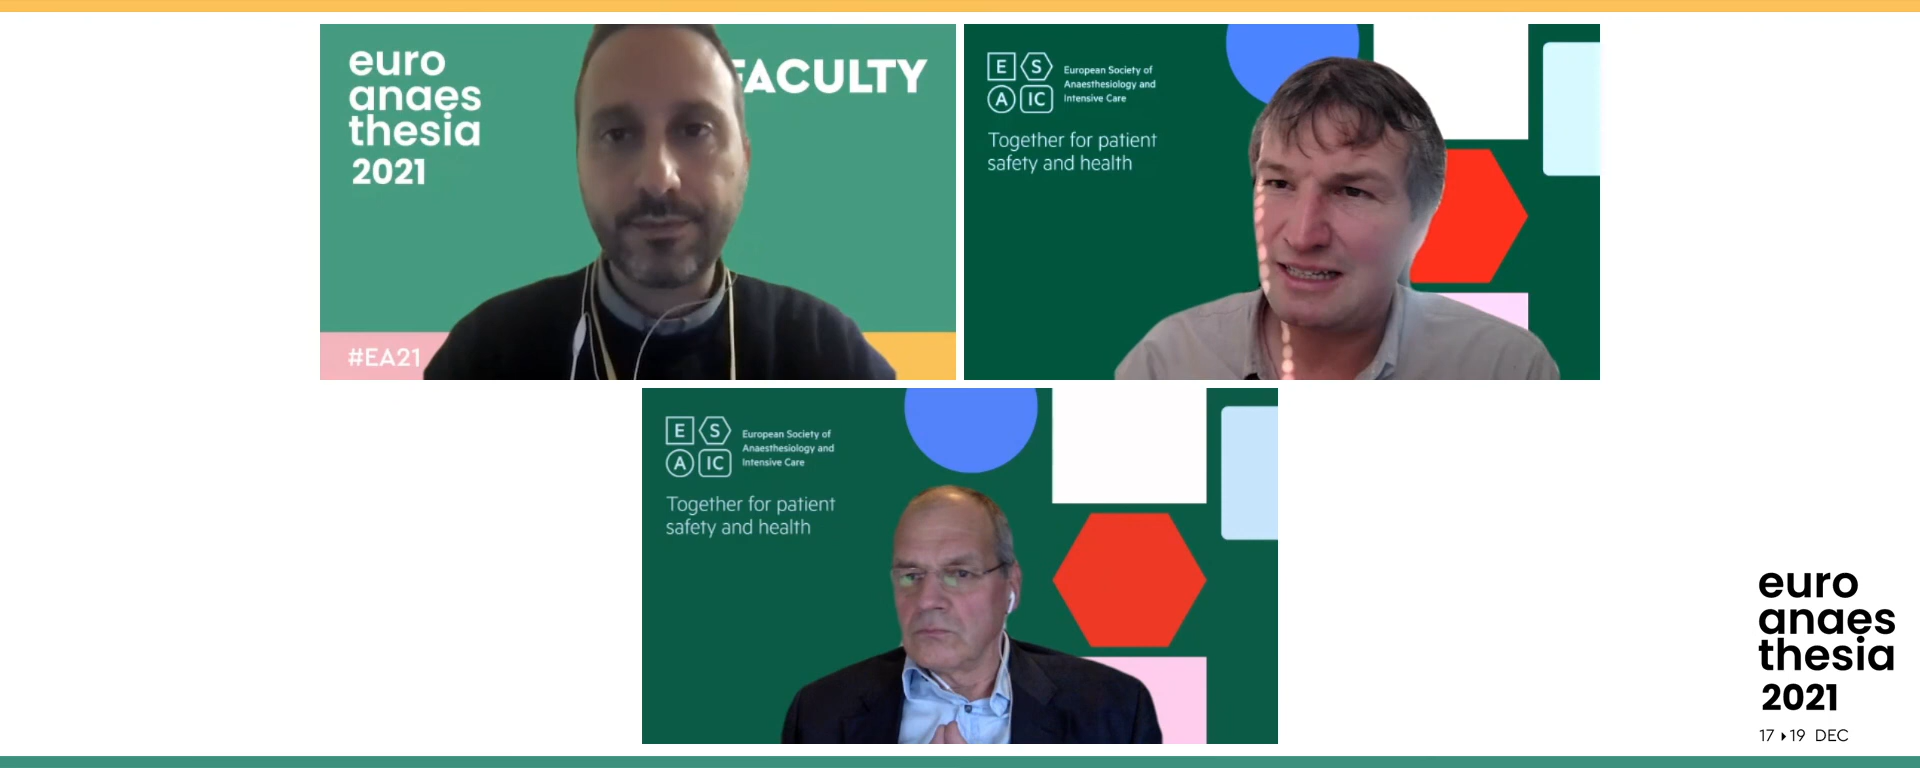 euro
anaes
thesia
2021
FACULTY
#EA21
E S
A IC
European Society of
Anaesthesiology and
Intensive Care
Together for patient
safety and health
E S
A IC
European Society of
Anaesthesiology and
Intensive Care
Together for patient
safety and health
euro
anaes
thesia
2021
17 19 DEC